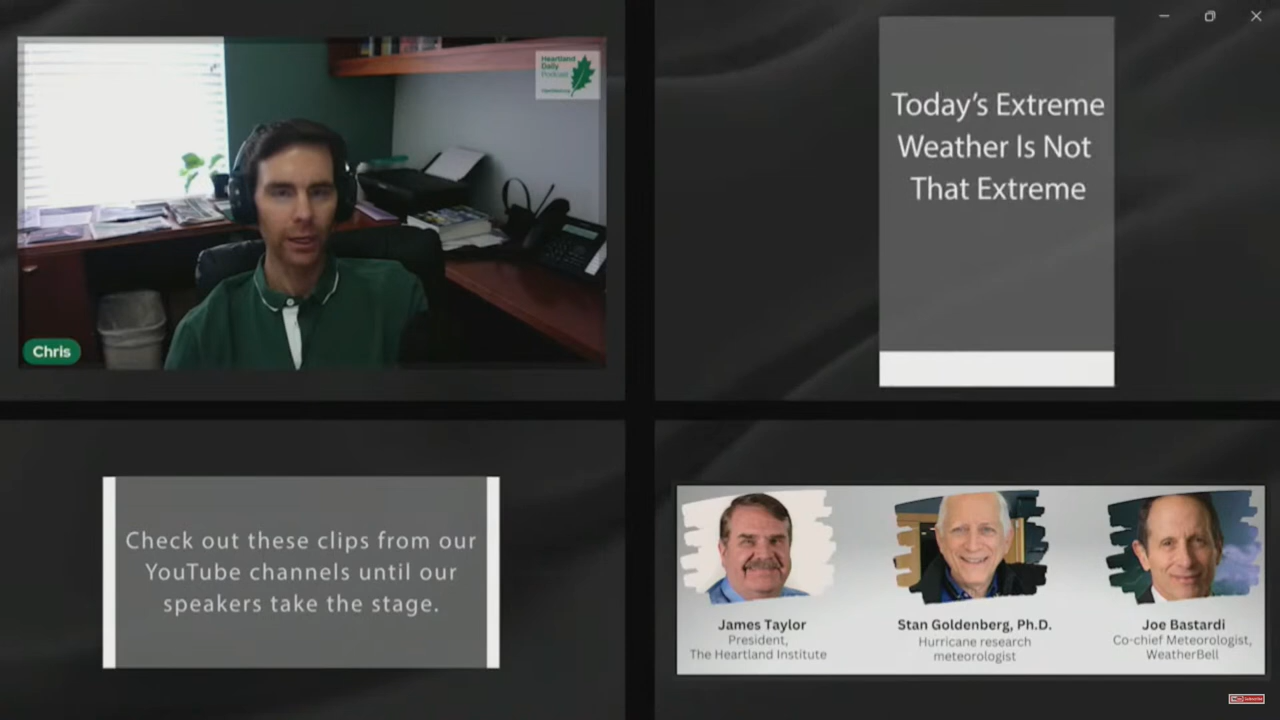 Heartland
Daily
Podcast
Chris
Today's Extreme
Weather Is Not
That Extreme
Check out these clips from our
YouTube channels until our
speakers take the stage.
James Taylor
President,
The Heartland Institute
Stan Goldenberg, Ph.D.
Hurricane research
meteorologist
Joe Bastardi
Co-chief Meteorologist,
WeatherBell